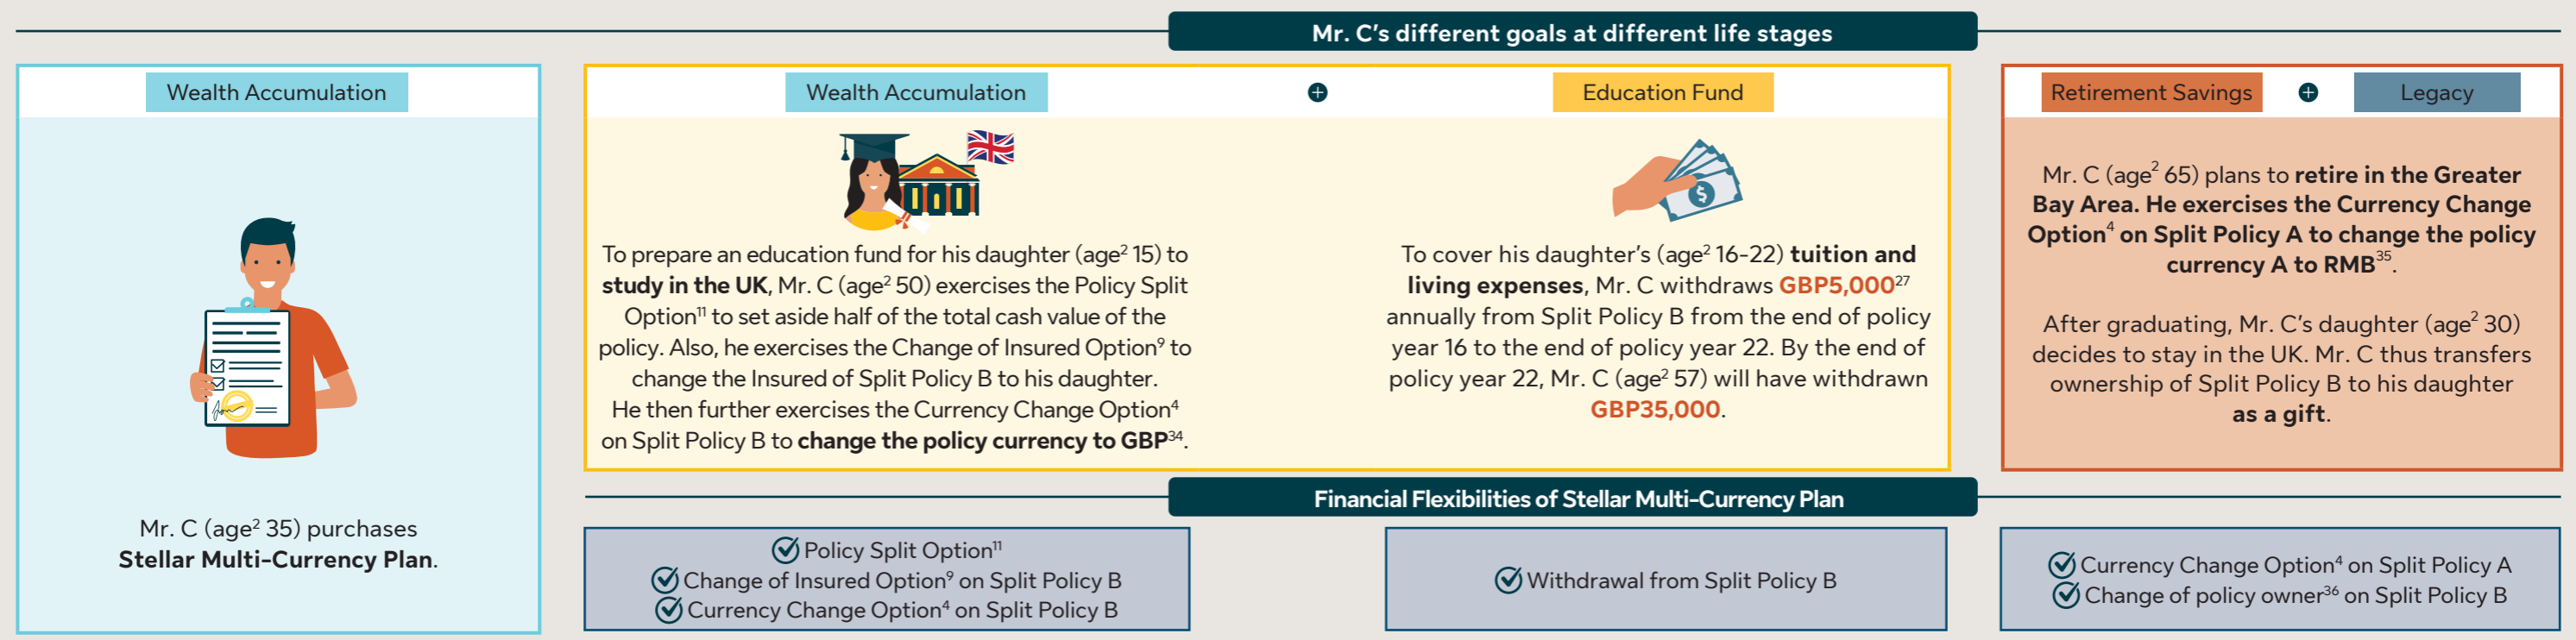 Mr. C’s different goals at different life stages
Wealth Accumulation
Mr. C (age² 35) purchases
Stellar Multi-Currency Plan.
Wealth Accumulation
Education Fund
To prepare an education fund for his daughter (age² 15) to
study in the UK, Mr. C (age² 50) exercises the Policy Split
Option¹¹ to set aside half of the total cash value of the
policy. Also, he exercises the Change of Insured Option⁹ to
change the Insured of Split Policy B to his daughter.
He then further exercises the Currency Change Option⁴
on Split Policy B to change the policy currency to GBP³⁴.
$
To cover his daughter’s (age² 16-22) tuition and
living expenses, Mr. C withdraws GBP5,000²⁷
annually from Split Policy B from the end of policy
year 16 to the end of policy year 22. By the end of
policy year 22, Mr. C (age² 57) will have withdrawn
GBP35,000.
Retirement Savings
Legacy
Mr. C (age² 65) plans to retire in the Greater
Bay Area. He exercises the Currency Change
Option⁴ on Split Policy A to change the policy
currency A to RMB³⁵.
After graduating, Mr. C’s daughter (age² 30)
decides to stay in the UK. Mr. C thus transfers
ownership of Split Policy B to his daughter
as a gift.
Financial Flexibilities of Stellar Multi-Currency Plan
Policy Split Option¹¹
Change of Insured Option⁹ on Split Policy B
Currency Change Option⁴ on Split Policy B
Withdrawal from Split Policy B
Currency Change Option⁴ on Split Policy A
Change of policy owner³⁶ on Split Policy B